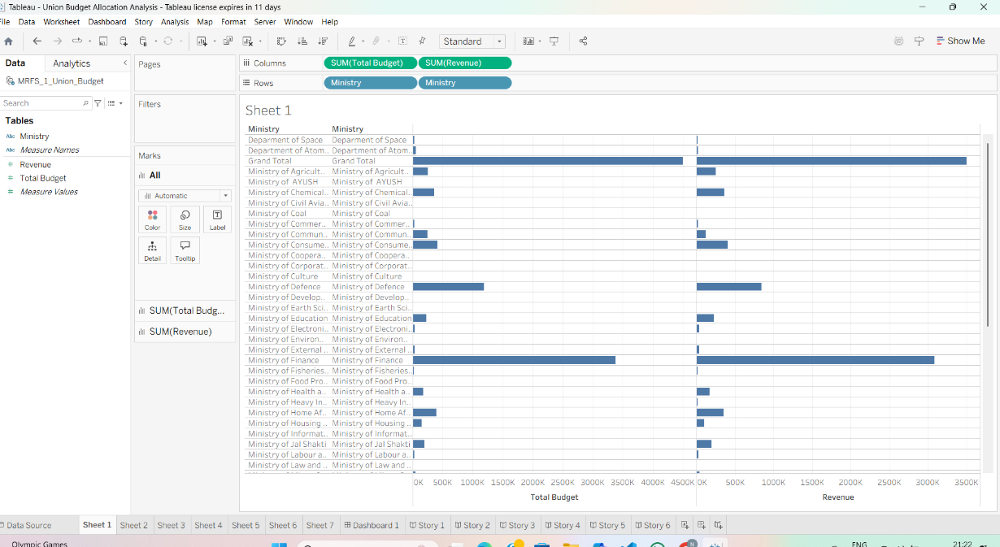 Tableau - Union Budget Allocation Analysis - Tableau license expires in 11 days
File Data Worksheet Dashboard Story Analysis Map Format Server Window Help
Standard
Show Me
Data Analytics
Pages
Columns SUM(Total Budget) SUM(Revenue)
MRFS_1_Union_Budget
Rows Ministry Ministry
Search
Filters
Sheet 1
Tables
Abc Ministry
Abc Measure Names
# Revenue
# Total Budget
# Measure Values
Marks
All
Automatic
Color Size Label
Detail Tooltip
SUM(Total Budg...
SUM(Revenue)
Ministry Ministry
Deparment of Space Deparment of Space
Department of Atom.. Department of Atom..
Grand Total Grand Total
Ministry of Agricult.. Ministry of Agricult..
Ministry of AYUSH Ministry of AYUSH
Ministry of Chemical.. Ministry of Chemical..
Ministry of Civil Avia.. Ministry of Civil Avia..
Ministry of Coal Ministry of Coal
Ministry of Commer.. Ministry of Commer..
Ministry of Commun.. Ministry of Commun..
Ministry of Consume.. Ministry of Consume..
Ministry of Coopera.. Ministry of Coopera..
Ministry of Corporat.. Ministry of Corporat..
Ministry of Culture Ministry of Culture
Ministry of Defence Ministry of Defence
Ministry of Develop.. Ministry of Develop..
Ministry of Earth Sci.. Ministry of Earth Sci..
Ministry of Education Ministry of Education
Ministry of Electroni.. Ministry of Electroni..
Ministry of Environ.. Ministry of Environ..
Ministry of External .. Ministry of External ..
Ministry of Finance Ministry of Finance
Ministry of Fisheries.. Ministry of Fisheries..
Ministry of Food Pro.. Ministry of Food Pro..
Ministry of Health a.. Ministry of Health a..
Ministry of Heavy In.. Ministry of Heavy In..
Ministry of Home Af.. Ministry of Home Af..
Ministry of Housing .. Ministry of Housing ..
Ministry of Informat.. Ministry of Informat..
Ministry of Jal Shakti Ministry of Jal Shakti
Ministry of Labour a.. Ministry of Labour a..
Ministry of Law and .. Ministry of Law and ..
0K 500K 1000K 1500K 2000K 2500K 3000K 3500K 4000K 4500K 0K 500K 1000K 1500K 2000K 2500K 3000K 3500K
Total Budget Revenue
Data Source Sheet 1 Sheet 2 Sheet 3 Sheet 4 Sheet 5 Sheet 6 Sheet 7 Dashboard 1 Story 1 Story 2 Story 3 Story 4 Story 5 Story 6
Olympic Games ENG 21:22